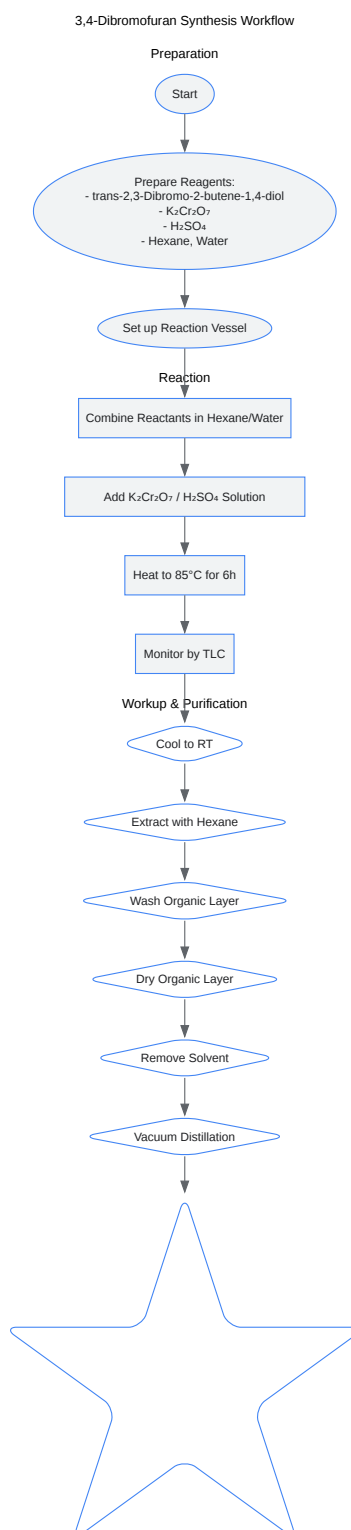 3,4-Dibromofuran Synthesis Workflow
Preparation
Start
Prepare Reagents:
- trans-2,3-Dibromo-2-butene-1,4-diol
- K₂Cr₂O₇
- H₂SO₄
- Hexane, Water
Set up Reaction Vessel
Reaction
Combine Reactants in Hexane/Water
Add K₂Cr₂O₇ / H₂SO₄ Solution
Heat to 85°C for 6h
Monitor by TLC
Workup & Purification
Cool to RT
Extract with Hexane
Wash Organic Layer
Dry Organic Layer
Remove Solvent
Vacuum Distillation